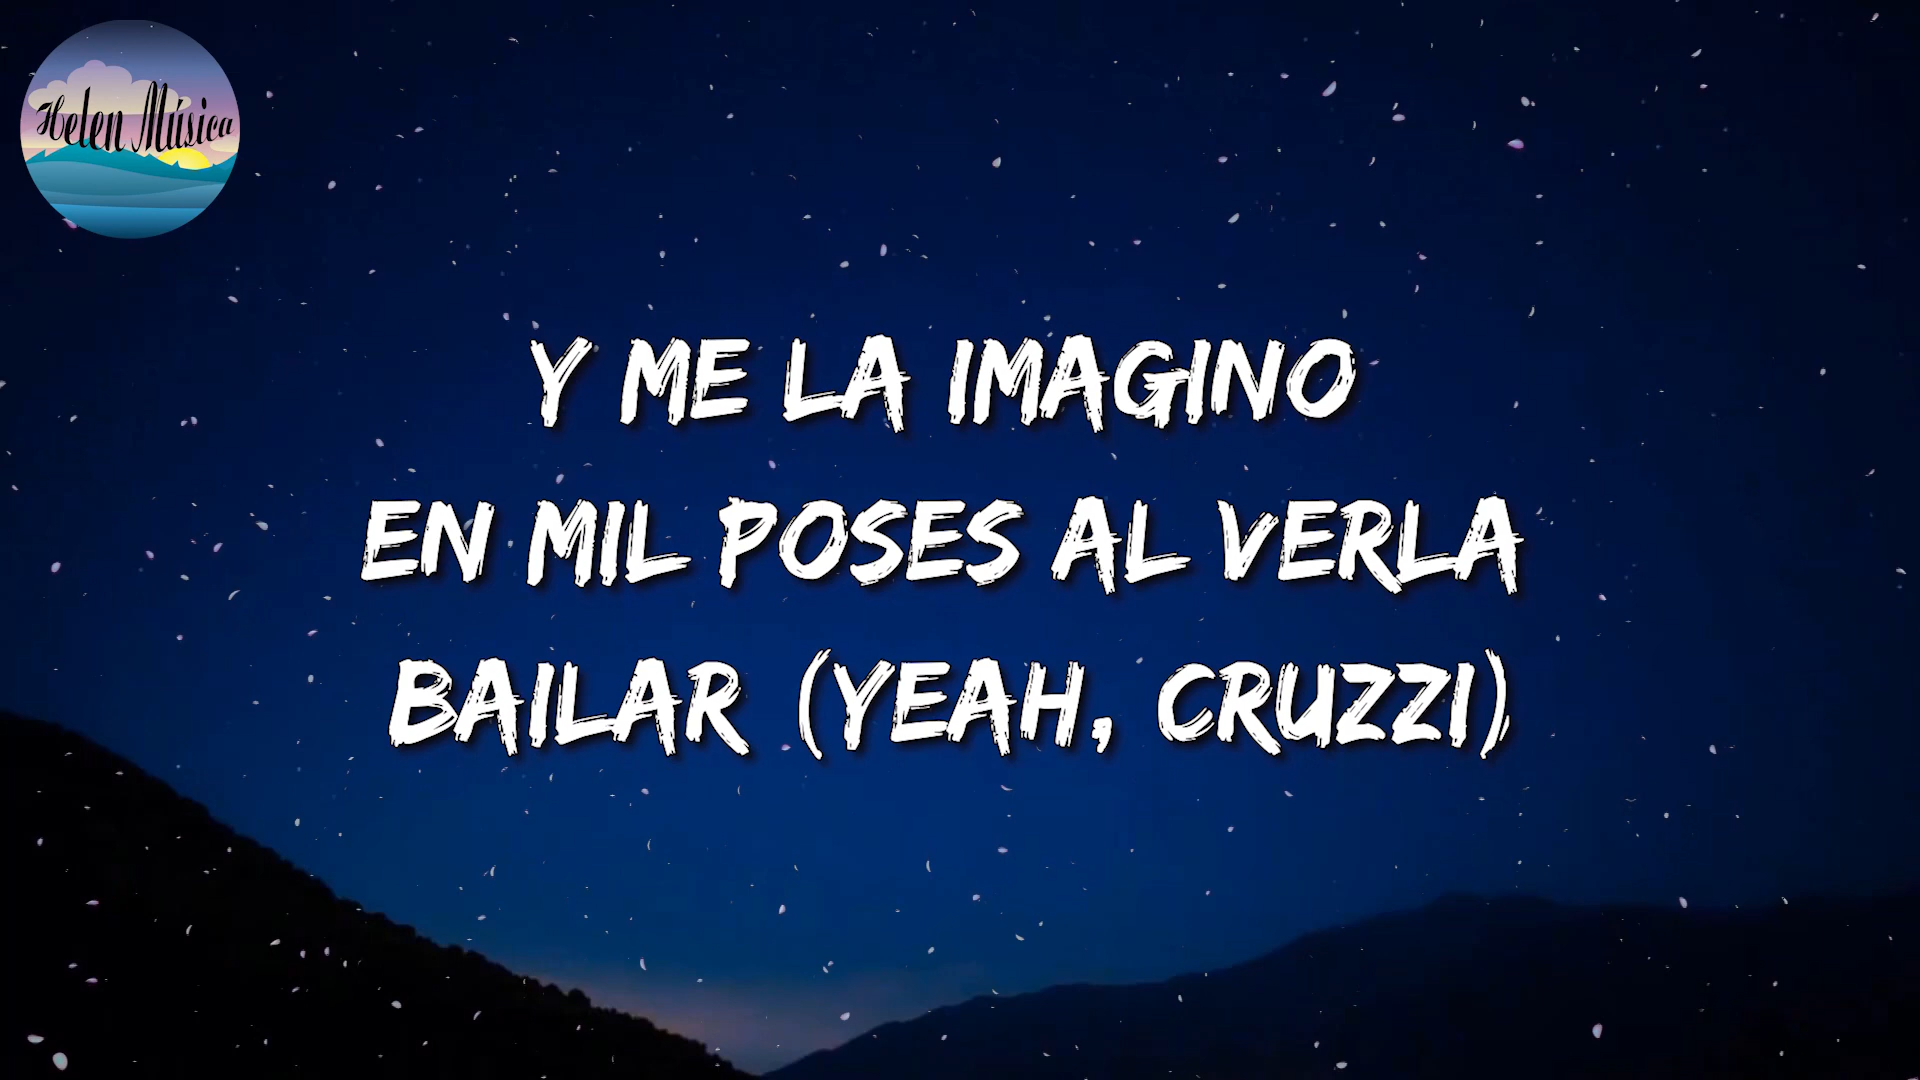 Helen Música
Y ME LA IMAGINO
EN MIL POSES AL VERLA
BAILAR (YEAH, CRUZZI)